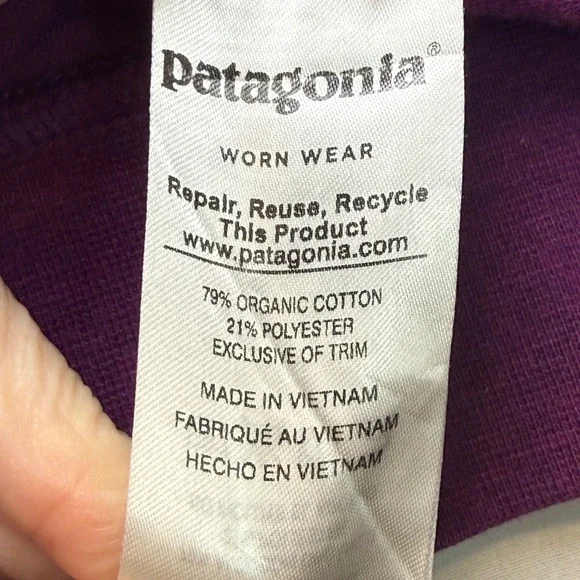 patagonia®
WORN WEAR
Repair, Reuse, Recycle
This Product
www.patagonia.com
79% ORGANIC COTTON
21% POLYESTER
EXCLUSIVE OF TRIM
MADE IN VIETNAM
FABRIQUÉ AU VIETNAM
HECHO EN VIETNAM